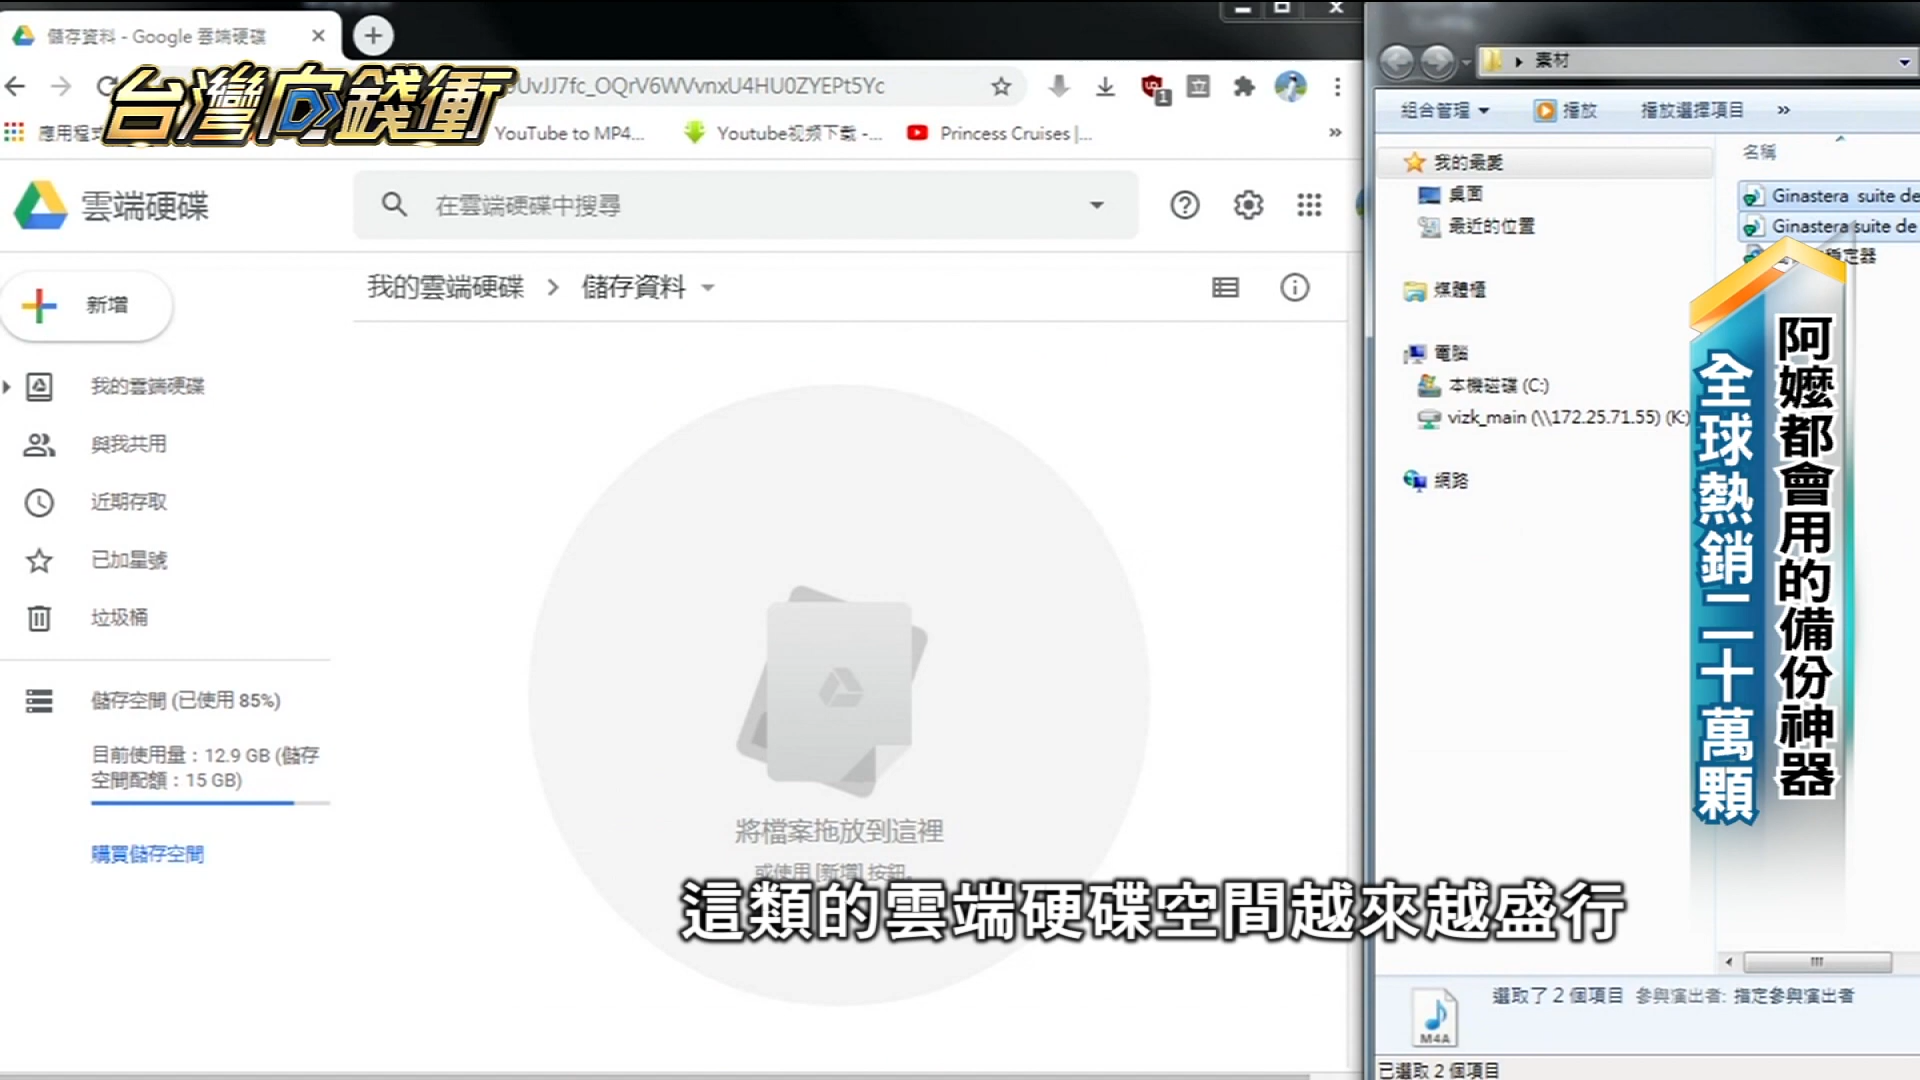 儲存資料 - Google 雲端硬碟
台灣向錢衝
UvJJ7fc_OQrV6WVvnxU4HU0ZYEPt5Yc
1
應用程式
YouTube to MP4...
Youtube视频下载 -...
Princess Cruises |...
雲端硬碟
在雲端硬碟中搜尋
新增
我的雲端硬碟 > 儲存資料
我的雲端硬碟
與我共用
近期存取
已加星號
垃圾桶
儲存空間 (已使用 85%)
目前使用量：12.9 GB (儲存
空間配額：15 GB)
購買儲存空間
將檔案拖放到這裡
或使用 [新增] 按鈕。
素材
組合管理
播放
播放選擇項目
»
我的最愛
桌面
最近的位置
媒體櫃
電腦
本機磁碟 (C:)
vizk_main (\\172.25.71.55) (K:)
網路
名稱
Ginastera suite de
Ginastera suite de
穩定器
阿嬤都會用的備份神器
全球熱銷二十萬顆
這類的雲端硬碟空間越來越盛行
選取了 2 個項目 參與演出者: 指定參與演出者
M4A
已選取 2 個項目